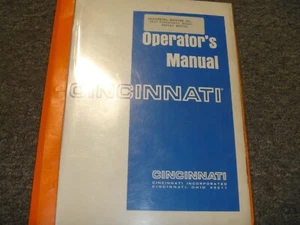 Operator's
Manual
CINCINNATI
CINCINNATI
CINCINNATI INCORPORATED
CINCINNATI, OHIO 45211